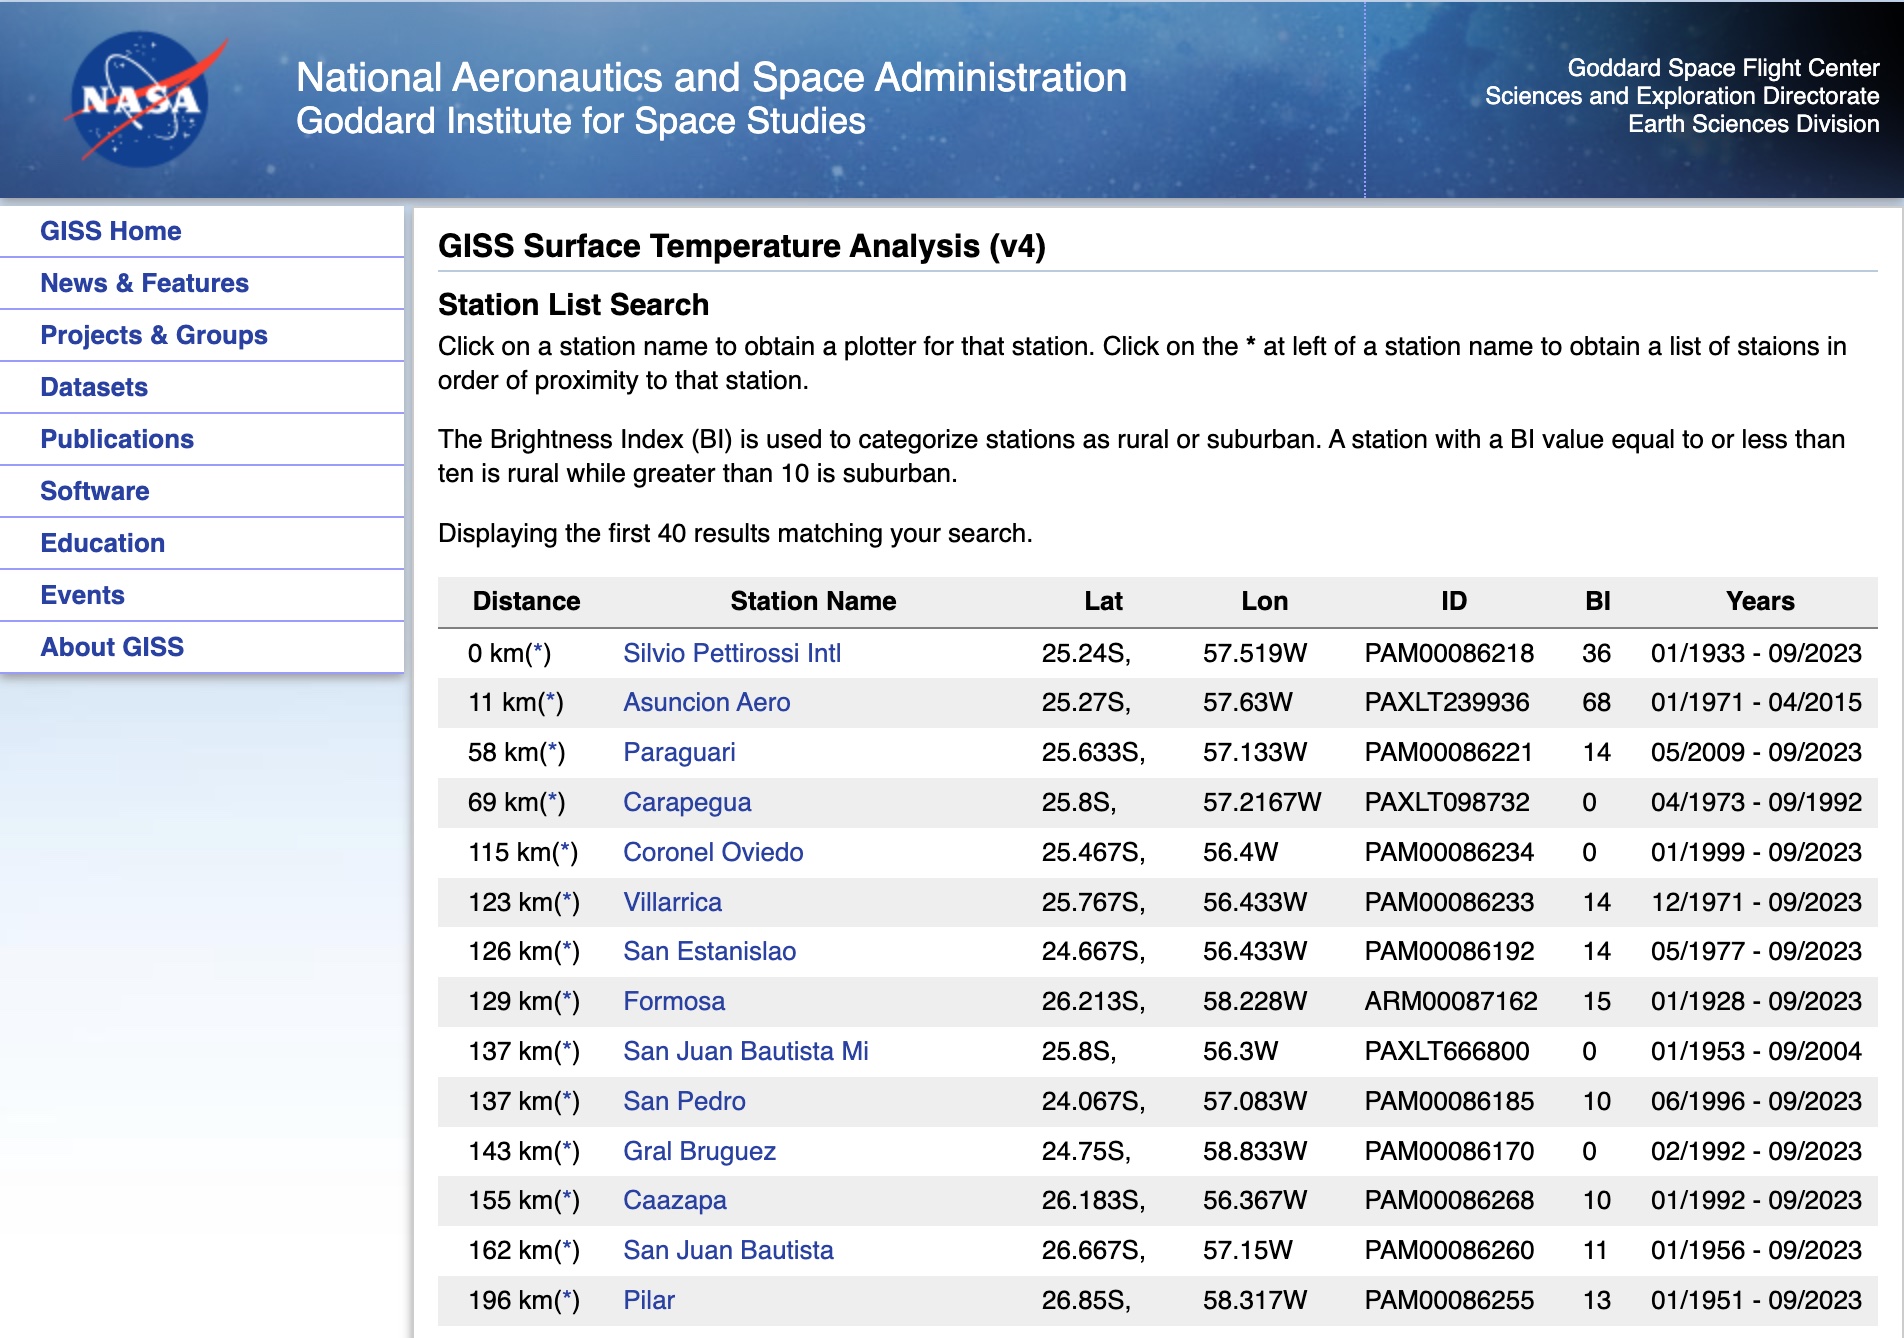 NASA
National Aeronautics and Space Administration
Goddard Institute for Space Studies
Goddard Space Flight Center
Sciences and Exploration Directorate
Earth Sciences Division
GISS Home
News & Features
Projects & Groups
Datasets
Publications
Software
Education
Events
About GISS
GISS Surface Temperature Analysis (v4)
Station List Search
Click on a station name to obtain a plotter for that station. Click on the * at left of a station name to obtain a list of staions in
order of proximity to that station.
The Brightness Index (BI) is used to categorize stations as rural or suburban. A station with a BI value equal to or less than
ten is rural while greater than 10 is suburban.
Displaying the first 40 results matching your search.
Distance Station Name Lat Lon ID BI Years
0 km(*) Silvio Pettirossi Intl 25.24S, 57.519W PAM00086218 36 01/1933 - 09/2023
11 km(*) Asuncion Aero 25.27S, 57.63W PAXLT239936 68 01/1971 - 04/2015
58 km(*) Paraguari 25.633S, 57.133W PAM00086221 14 05/2009 - 09/2023
69 km(*) Carapegua 25.8S, 57.2167W PAXLT098732 0 04/1973 - 09/1992
115 km(*) Coronel Oviedo 25.467S, 56.4W PAM00086234 0 01/1999 - 09/2023
123 km(*) Villarrica 25.767S, 56.433W PAM00086233 14 12/1971 - 09/2023
126 km(*) San Estanislao 24.667S, 56.433W PAM00086192 14 05/1977 - 09/2023
129 km(*) Formosa 26.213S, 58.228W ARM00087162 15 01/1928 - 09/2023
137 km(*) San Juan Bautista Mi 25.8S, 56.3W PAXLT666800 0 01/1953 - 09/2004
137 km(*) San Pedro 24.067S, 57.083W PAM00086185 10 06/1996 - 09/2023
143 km(*) Gral Bruguez 24.75S, 58.833W PAM00086170 0 02/1992 - 09/2023
155 km(*) Caazapa 26.183S, 56.367W PAM00086268 10 01/1992 - 09/2023
162 km(*) San Juan Bautista 26.667S, 57.15W PAM00086260 11 01/1956 - 09/2023
196 km(*) Pilar 26.85S, 58.317W PAM00086255 13 01/1951 - 09/2023